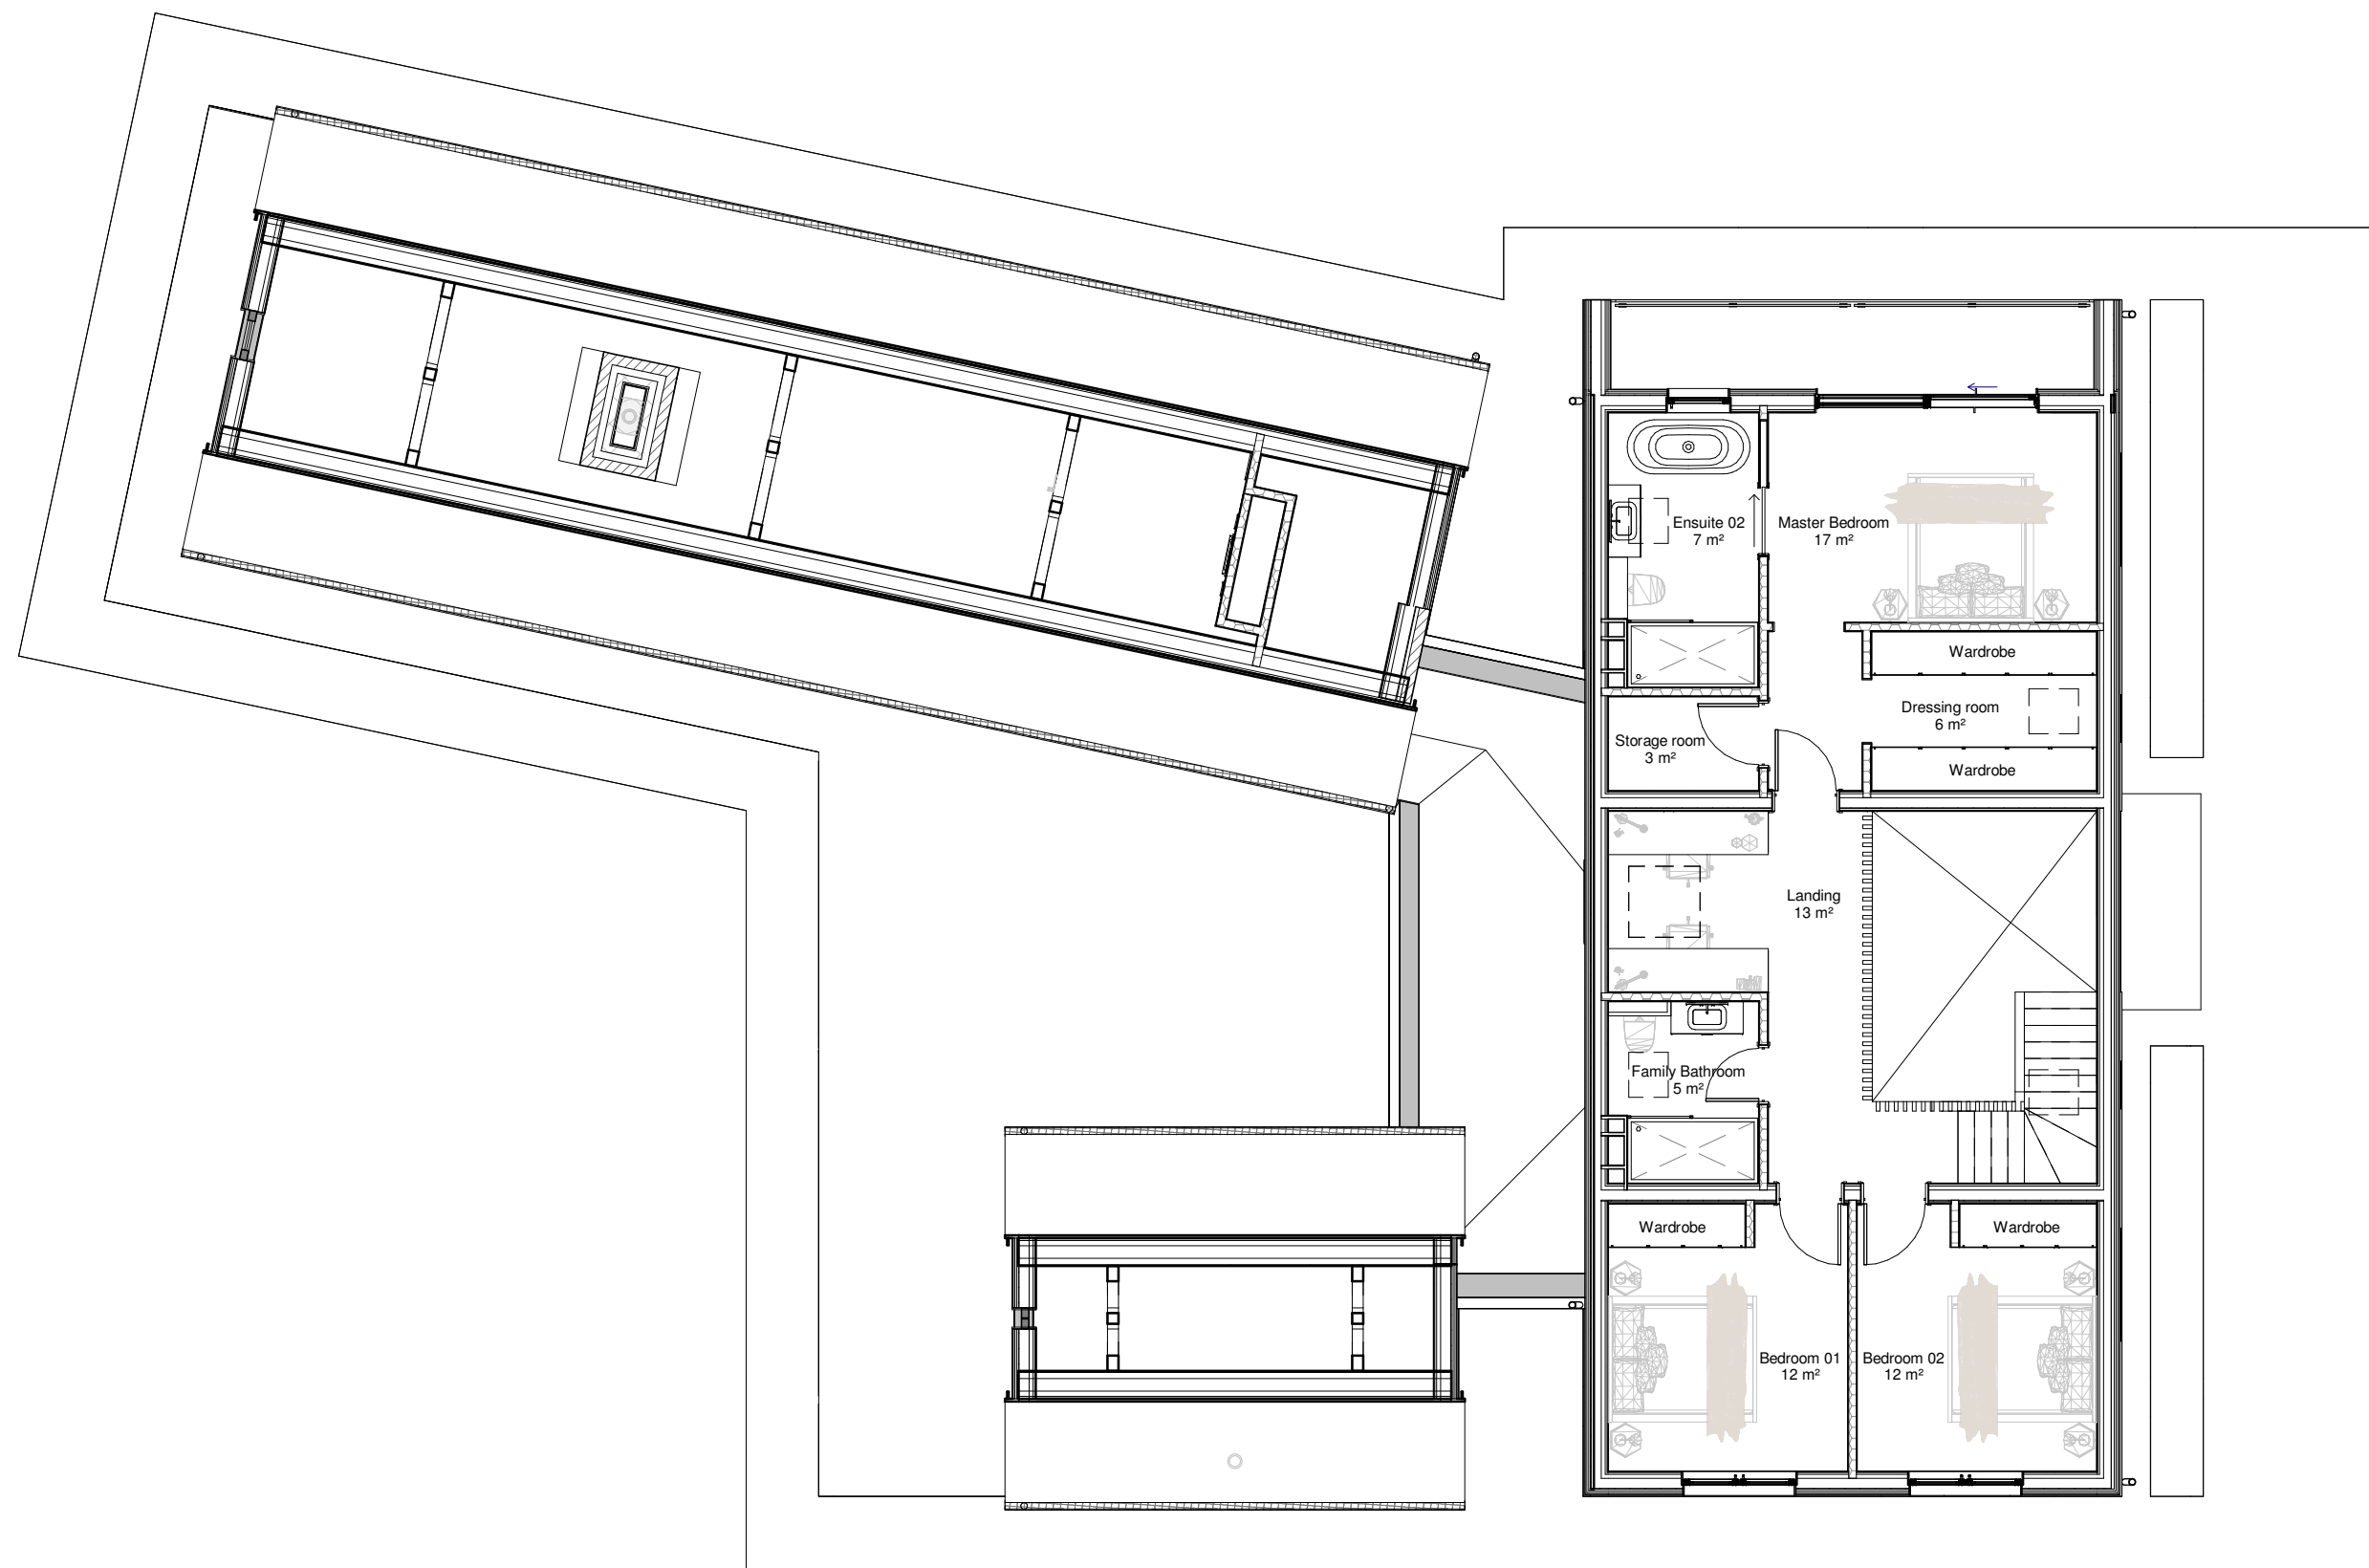 Ensuite 02
7 m²
Master Bedroom
17 m²
Wardrobe
Dressing room
6 m²
Storage room
3 m²
Wardrobe
Landing
13 m²
Family Bathroom
5 m²
Wardrobe
Wardrobe
Bedroom 01
12 m²
Bedroom 02
12 m²